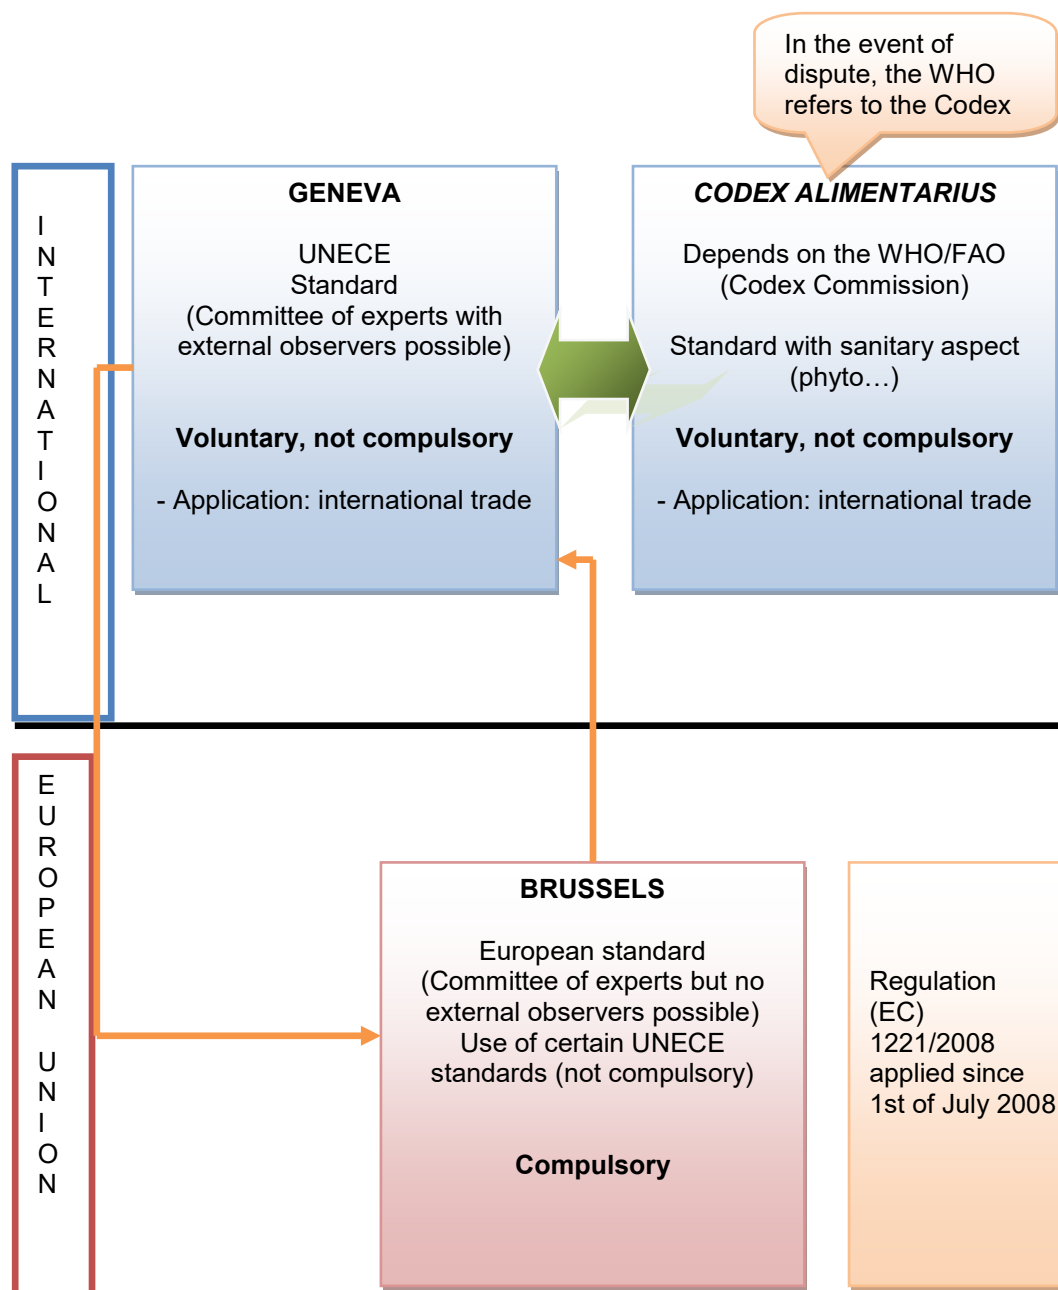 In the event of
dispute, the WHO
refers to the Codex
INTERNATIONAL
GENEVA
UNECE
Standard
(Committee of experts with
external observers possible)
Voluntary, not compulsory
- Application: international trade
CODEX ALIMENTARIUS
Depends on the WHO/FAO
(Codex Commission)
Standard with sanitary aspect
(phyto…)
Voluntary, not compulsory
- Application: international trade
EUROPEAN UNION
BRUSSELS
European standard
(Committee of experts but no
external observers possible)
Use of certain UNECE
standards (not compulsory)
Compulsory
Regulation
(EC)
1221/2008
applied since
1st of July 2008